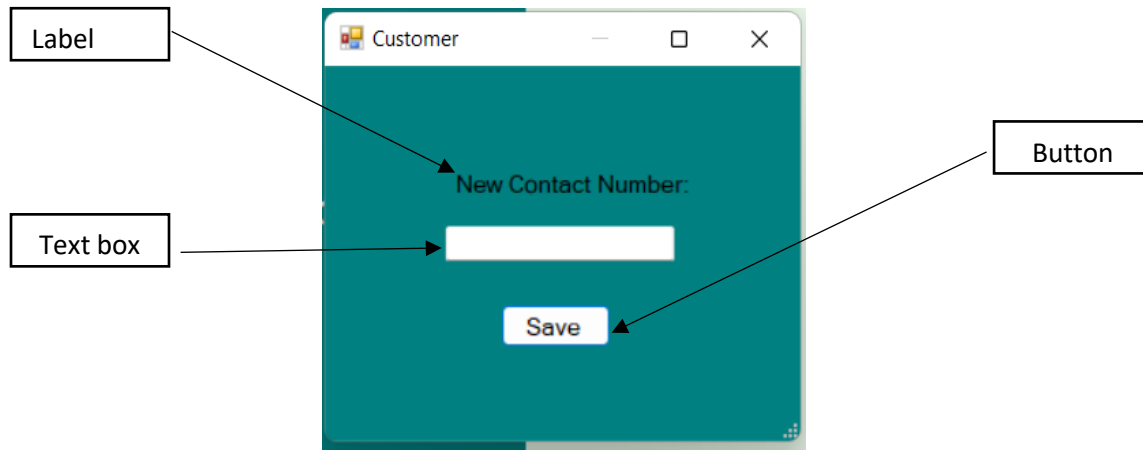 Label
Customer
Button
New Contact Number:
Text box
Save